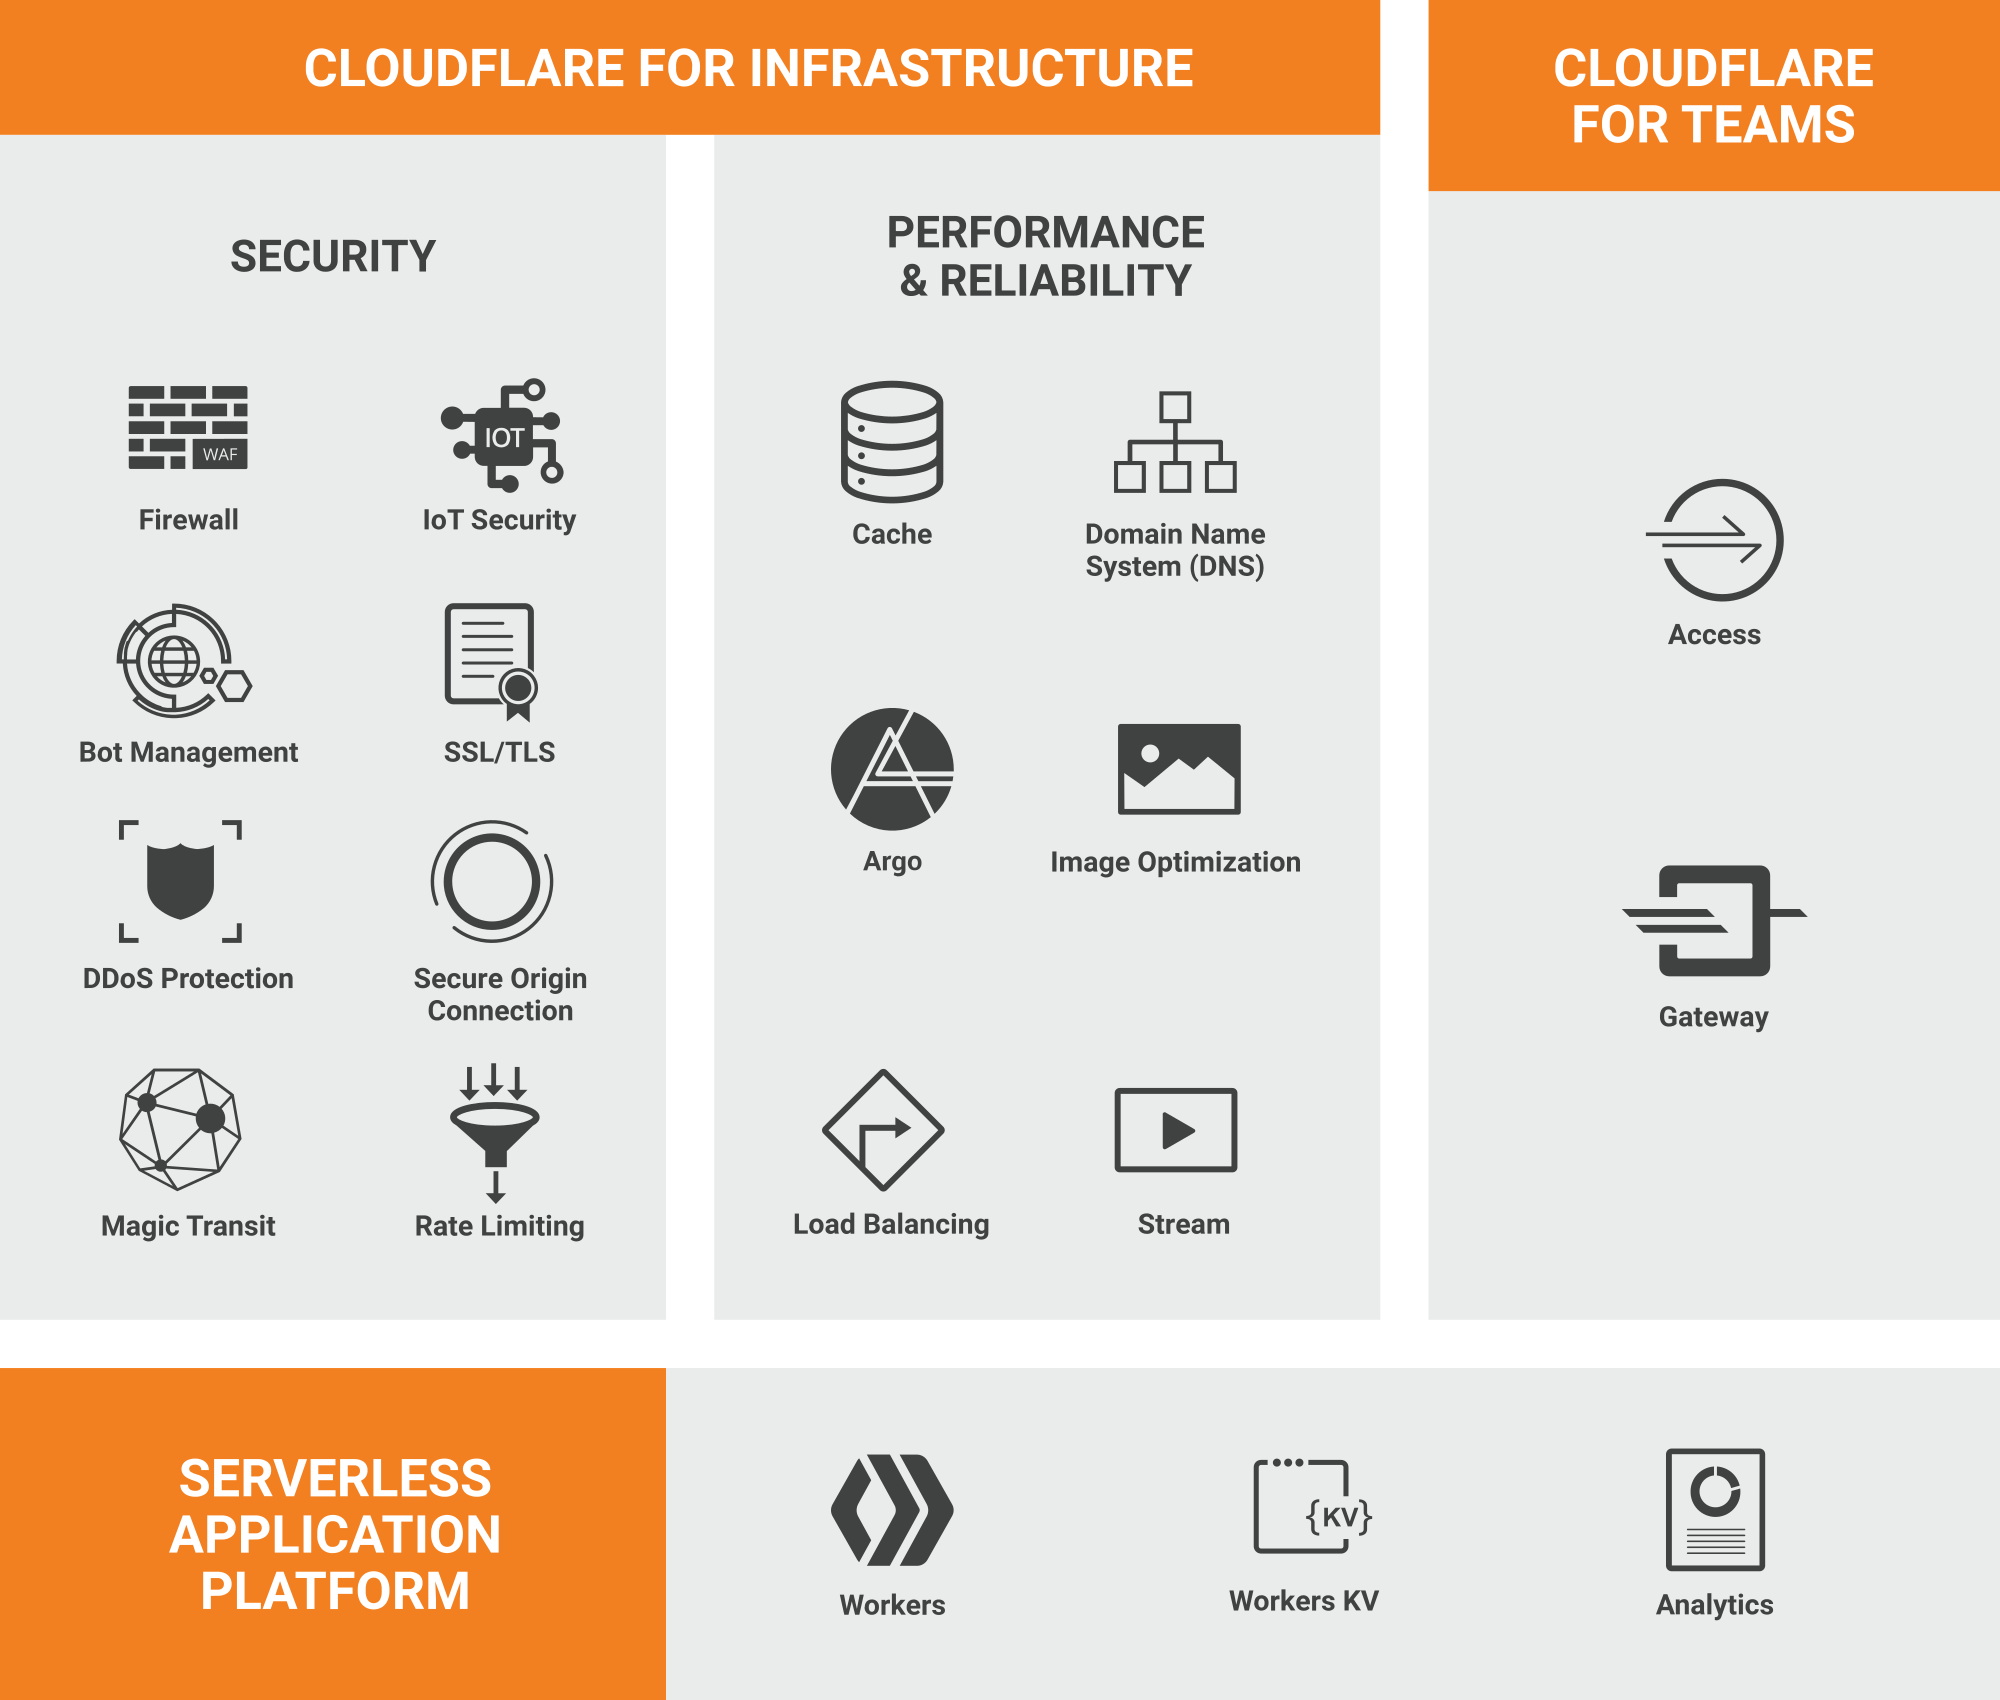 CLOUDFLARE FOR INFRASTRUCTURE
SECURITY
WAF
Firewall
IOT
IoT Security
Bot Management
SSL/TLS
DDoS Protection
Secure Origin
Connection
Magic Transit
Rate Limiting
PERFORMANCE
& RELIABILITY
Cache
Domain Name
System (DNS)
Argo
Image Optimization
Load Balancing
Stream
CLOUDFLARE
FOR TEAMS
Access
Gateway
SERVERLESS
APPLICATION
PLATFORM
Workers
{KV}
Workers KV
Analytics